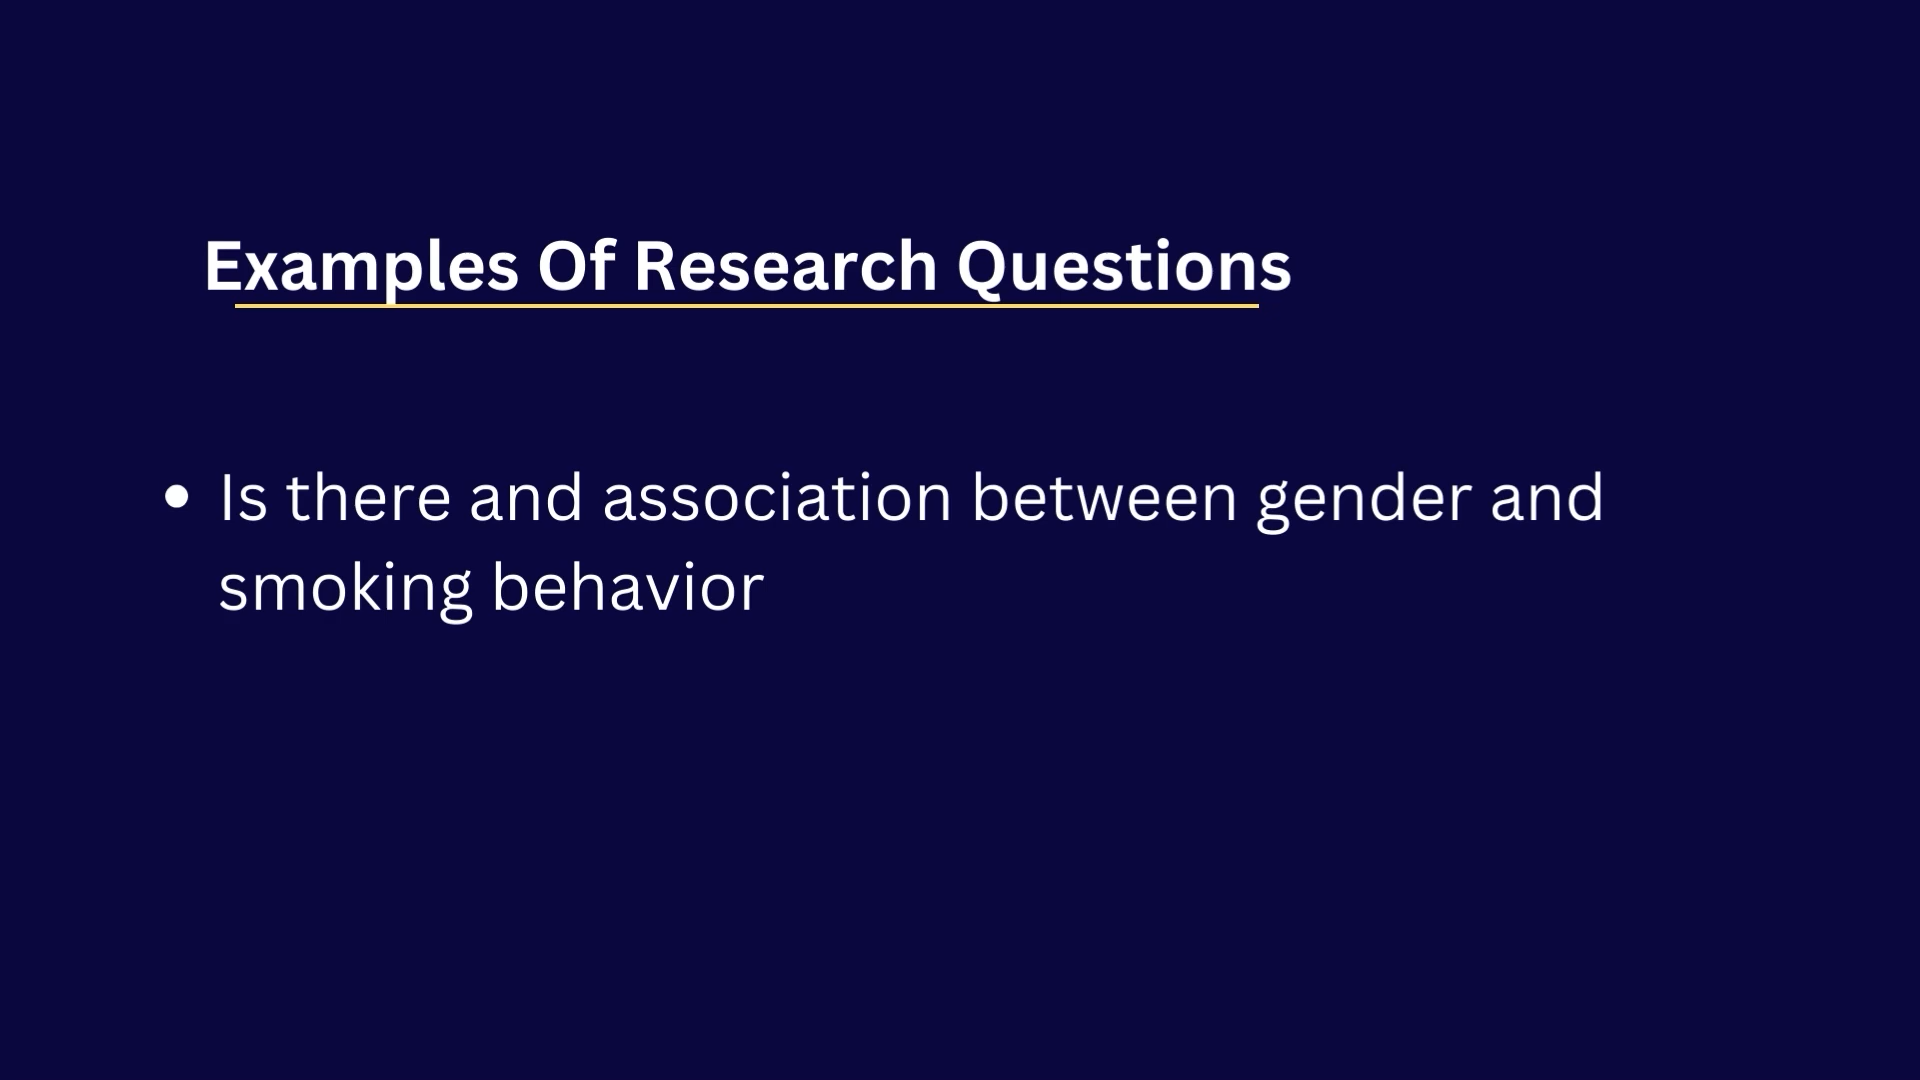 Examples Of Research Questions
• Is there and association between gender and
smoking behavior